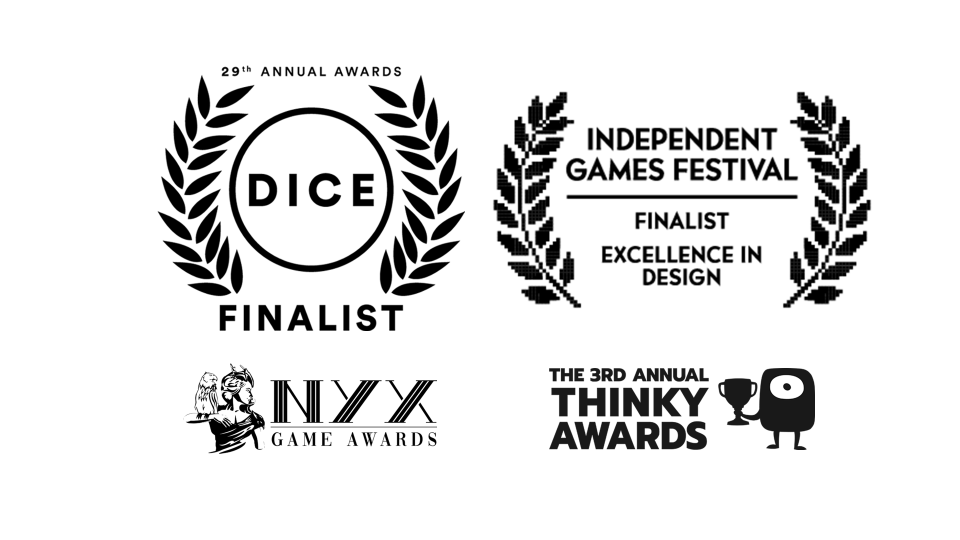 29th ANNUAL AWARDS
DICE
FINALIST
INDEPENDENT
GAMES FESTIVAL
FINALIST
EXCELLENCE IN
DESIGN
NYX
GAME AWARDS
THE 3RD ANNUAL
THINKY
AWARDS